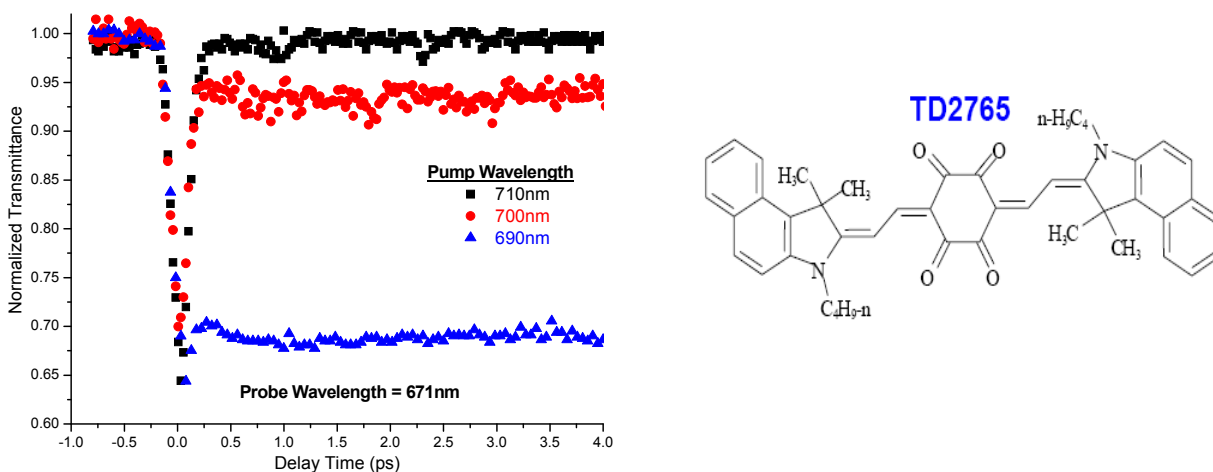 1.00
0.95
0.90
0.85
0.80
0.75
0.70
0.65
0.60
Normalized Transmittance
Pump Wavelength
710nm
700nm
690nm
Probe Wavelength = 671nm
-1.0 -0.5 0.0 0.5 1.0 1.5 2.0 2.5 3.0 3.5 4.0
Delay Time (ps)
TD2765
n-H₉C₄
N
O O
H₃C
CH₃
CH₃
CH₃
N
O O
C₄H₉-n